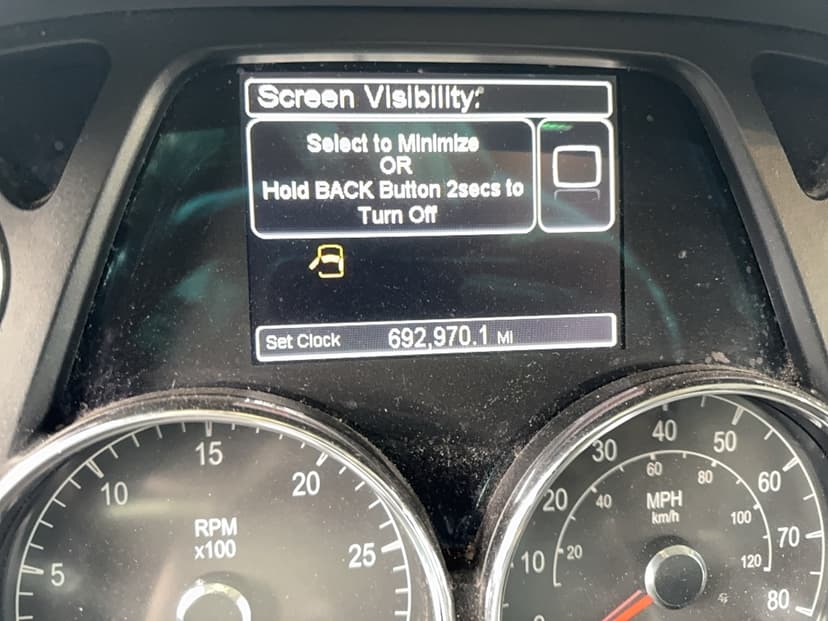 Screen Visibility:
Select to Minimize
OR
Hold BACK Button 2secs to
Turn Off
Set Clock 692,970.1 MI
5
10
15
20
25
RPM
x100
0
10
20
30
40
50
60
70
80
20
40
60
80
100
120
MPH
km/h